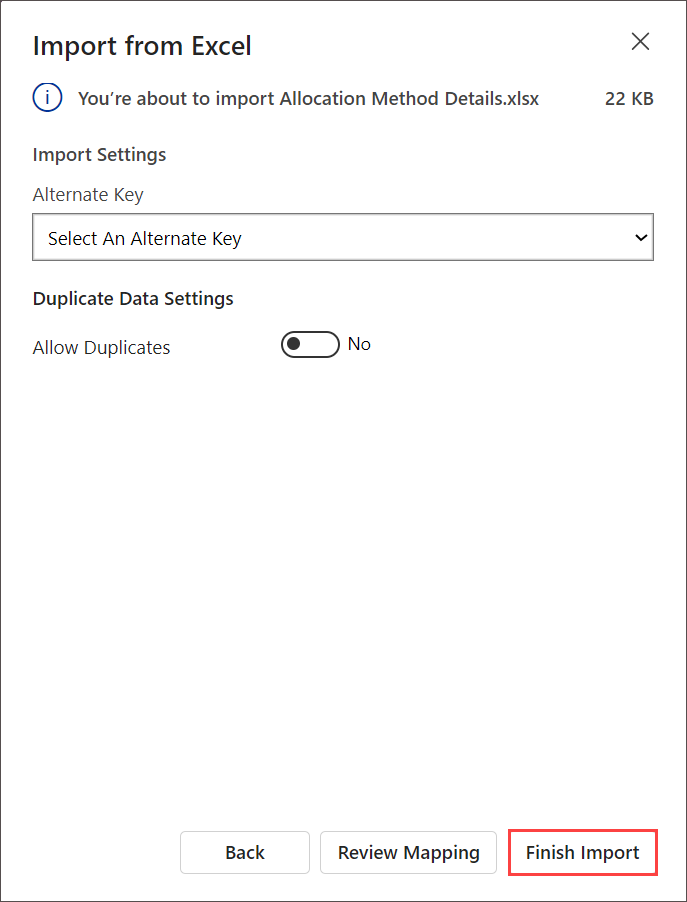 Import from Excel
You’re about to import Allocation Method Details.xlsx 22 KB
Import Settings
Alternate Key
Select An Alternate Key
Duplicate Data Settings
Allow Duplicates No
Back Review Mapping Finish Import